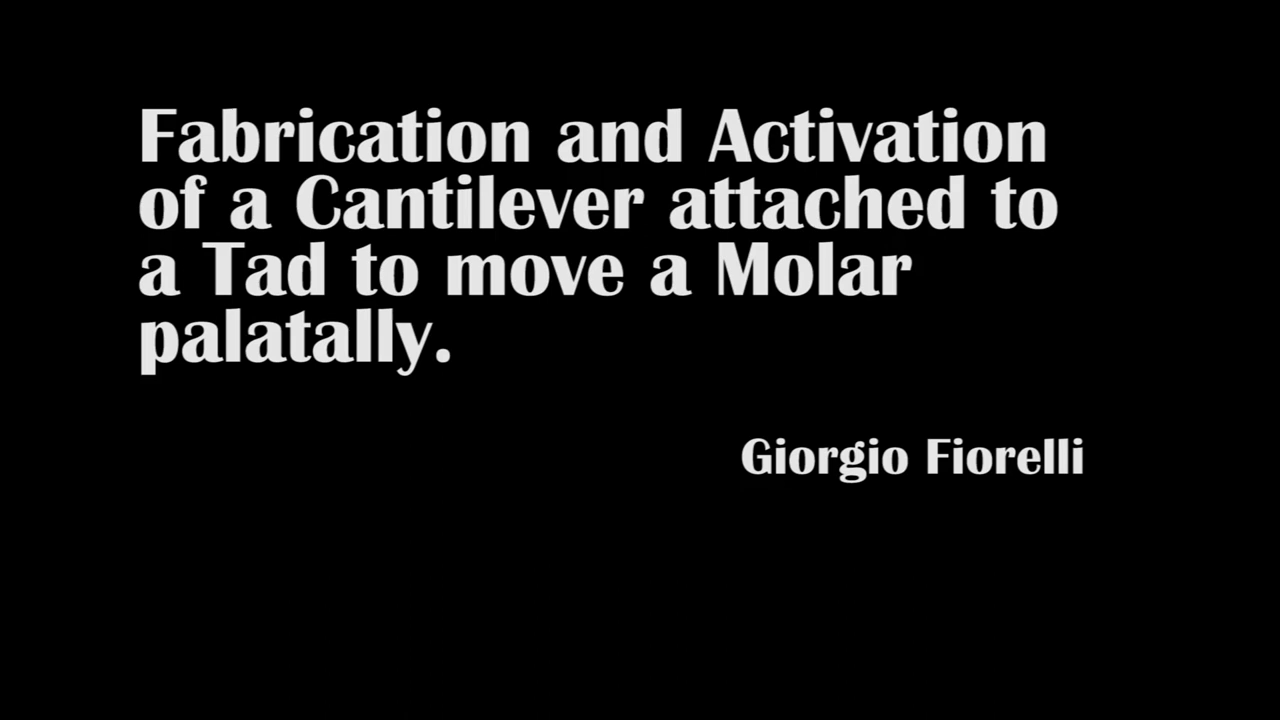 Fabrication and Activation
of a Cantilever attached to
a Tad to move a Molar
palatally.
Giorgio Fiorelli